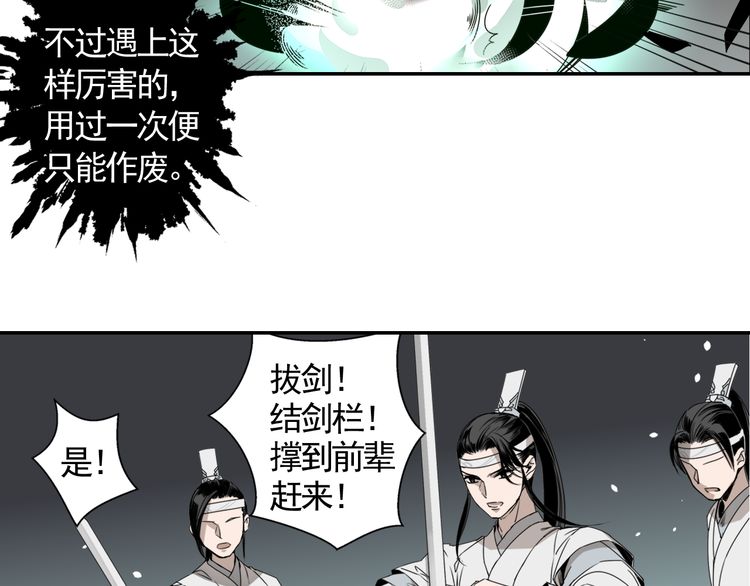 不过遇上这
样厉害的，
用过一次便
只能作废。
拔剑！
结剑栏！
撑到前辈
赶来！
是！